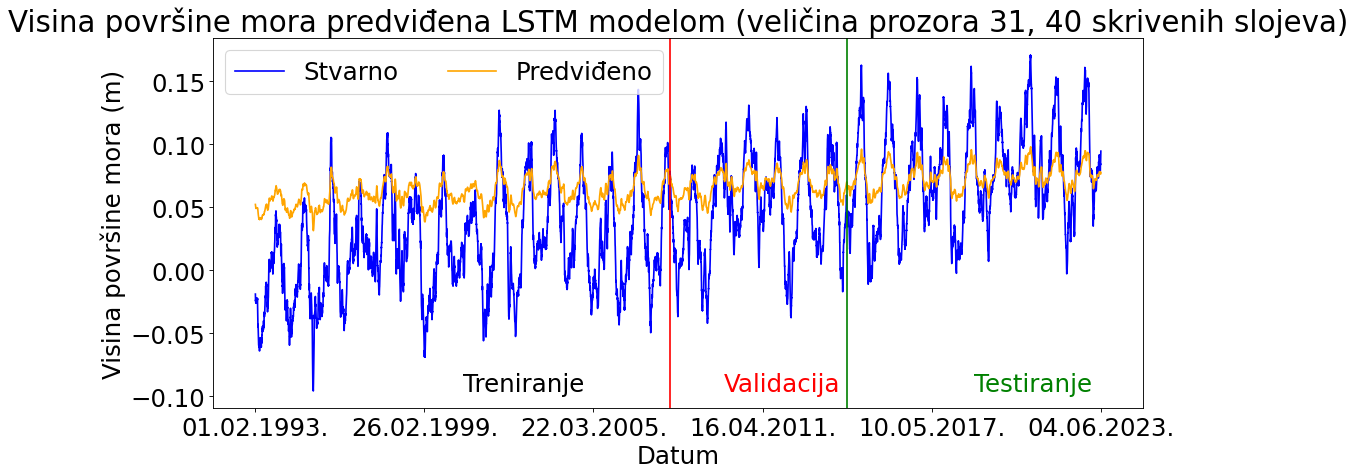 Visina površine mora predviđena LSTM modelom (veličina prozora 31, 40 skrivenih slojeva)
Stvarno Predviđeno
Visina površine mora (m)
0.15
0.10
0.05
0.00
−0.05
−0.10
Treniranje Validacija Testiranje
01.02.1993. 26.02.1999. 22.03.2005. 16.04.2011. 10.05.2017. 04.06.2023.
Datum